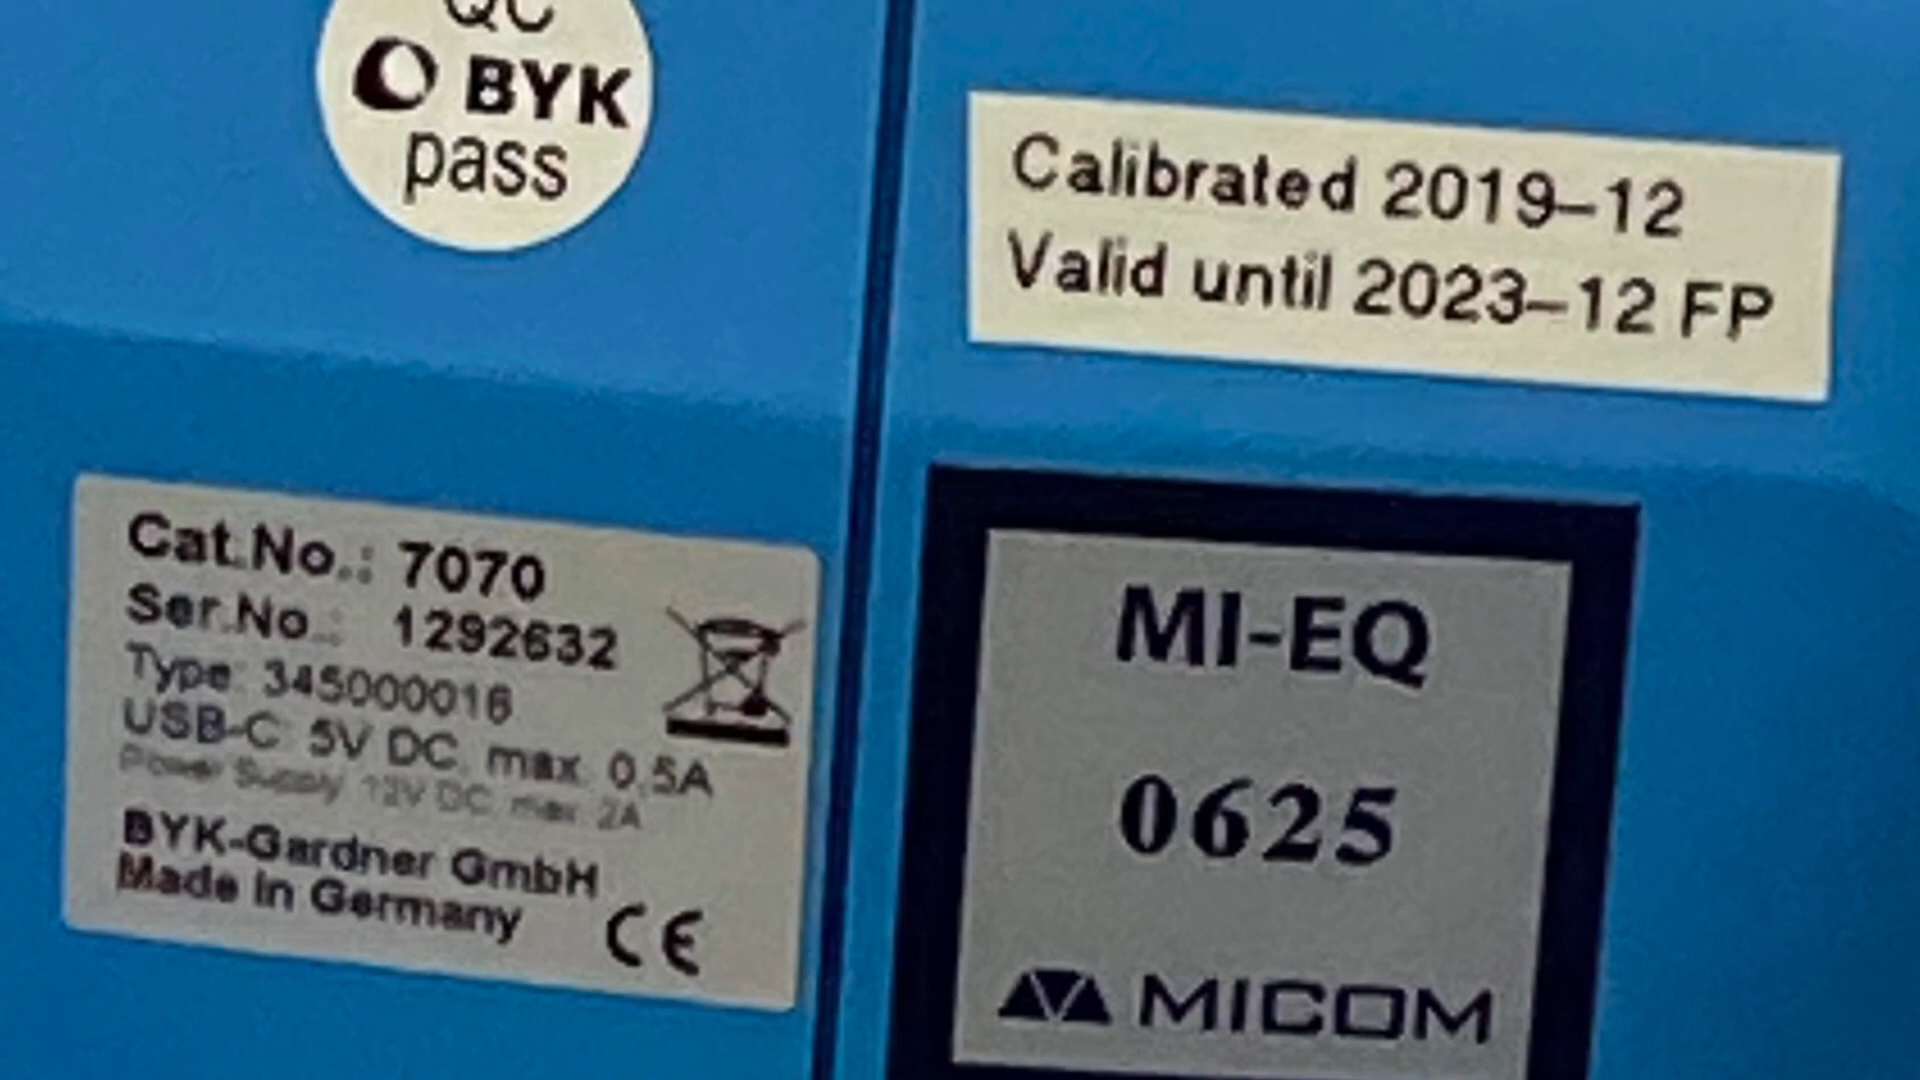 QC
BYK
pass
Calibrated 2019-12
Valid until 2023-12 FP
Cat.No.: 7070
Ser.No.: 1292632
Type: 345000016
USB-C: 5V DC, max. 0.5A
Power Supply: 12V DC, max. 2A
BYK-Gardner GmbH
Made in Germany
CE
MI-EQ
0625
MICOM